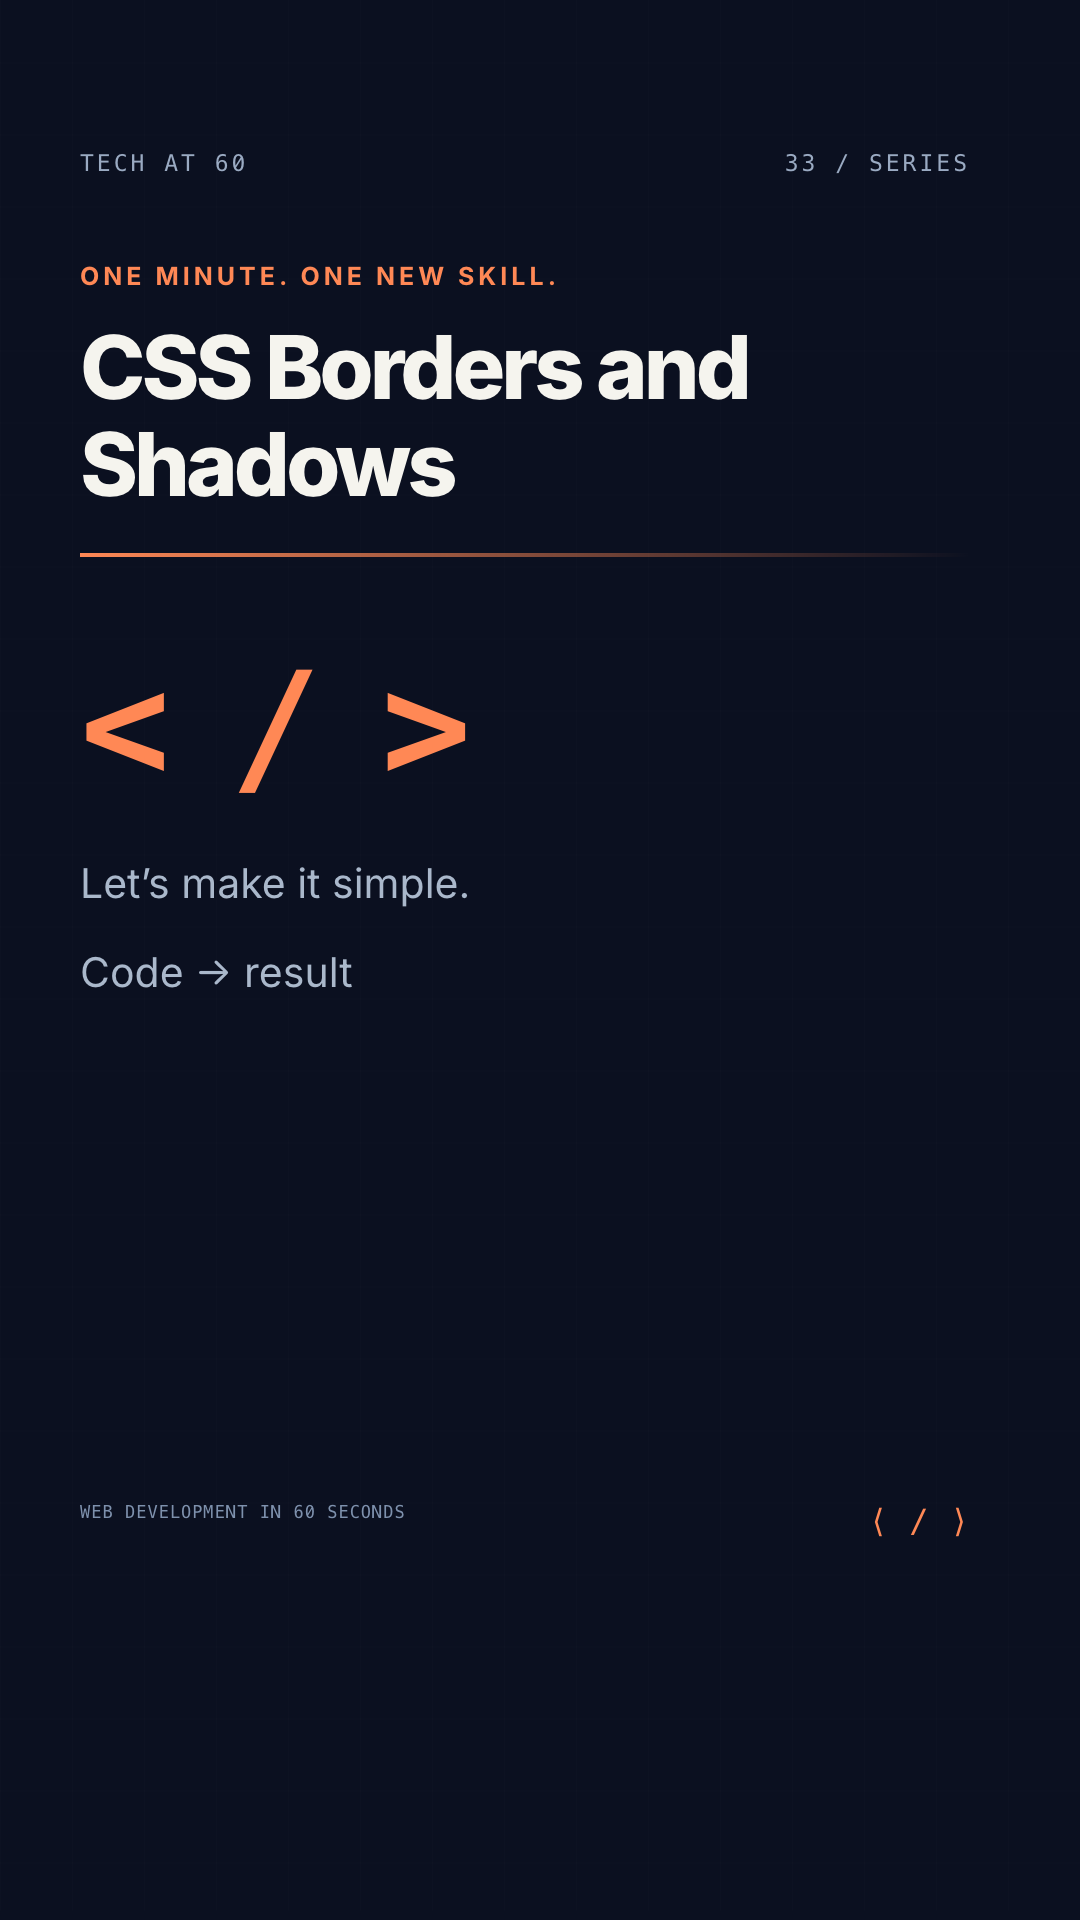 TECH AT 60
33 / SERIES
ONE MINUTE. ONE NEW SKILL.
CSS Borders and
Shadows
< / >
Let’s make it simple.
Code → result
WEB DEVELOPMENT IN 60 SECONDS
⟨ / ⟩